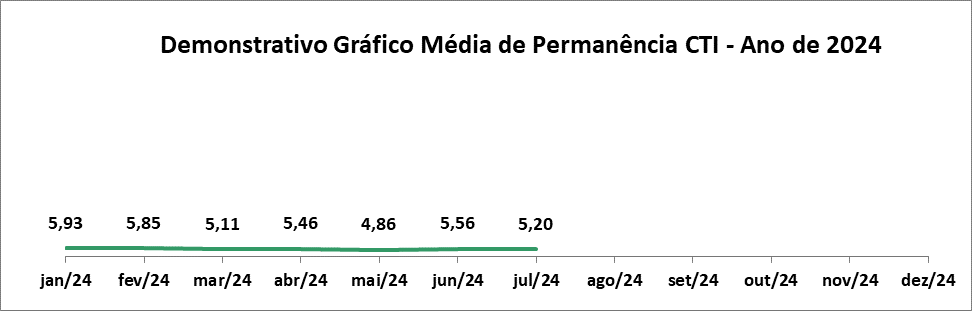 Demonstrativo Gráfico Média de Permanência CTI - Ano de 2024
5,93 5,85 5,11 5,46 4,86 5,56 5,20
jan/24 fev/24 mar/24 abr/24 mai/24 jun/24 jul/24 ago/24 set/24 out/24 nov/24 dez/24